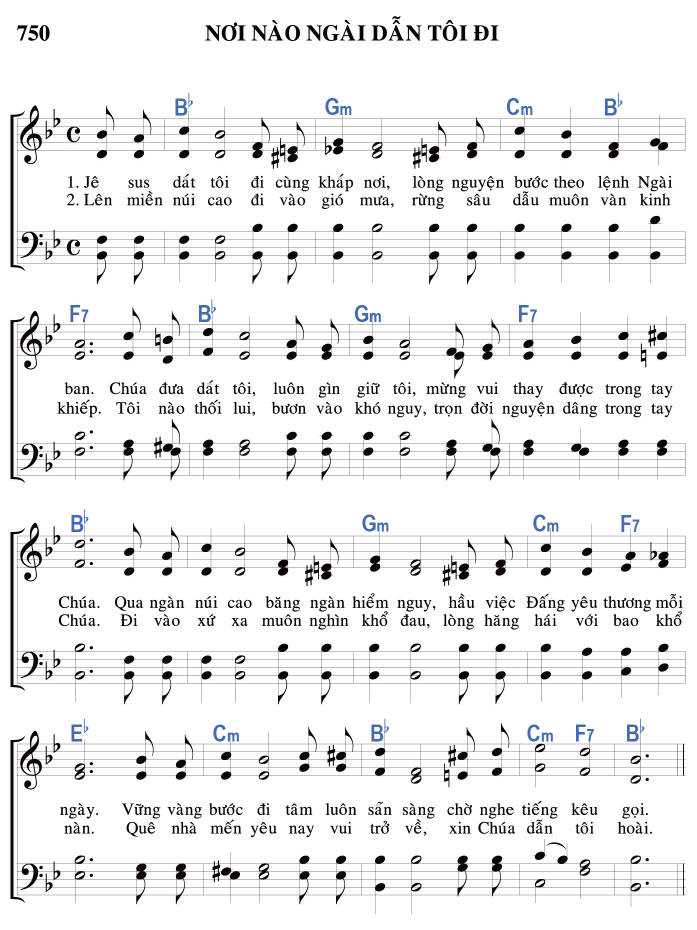 750 NƠI NÀO NGÀI DẪN TÔI ĐI
B♭ Gm Cm B♭
1. Jê sus dất tôi đi cùng khấp nơi, lòng nguyện bước theo lệnh Ngài
2. Lên miền núi cao đi vào gió mưa, rừng sâu dẫu muôn vàn kinh
F7 B♭ Gm F7
ban. Chúa đưa dất tôi, luôn gìn giữ tôi, mừng vui thay được trong tay
khiếp. Tôi nào thối lui, bươn vào khó nguy, trọn đời nguyện dâng trong tay
B♭ Gm Cm F7
Chúa. Qua ngàn núi cao băng ngàn hiểm nguy, hầu việc Đấng yêu thương mỗi
Chúa. Đi vào xứ xa muôn nghìn khổ đau, lòng hăng hái với bao khổ
E♭ Cm B♭ Cm F7 B♭
ngày. Vững vàng bước đi tâm luôn sẵn sàng chờ nghe tiếng kêu gọi.
nàn. Quê nhà mến yêu nay vui trở về, xin Chúa dẫn tôi hoài.